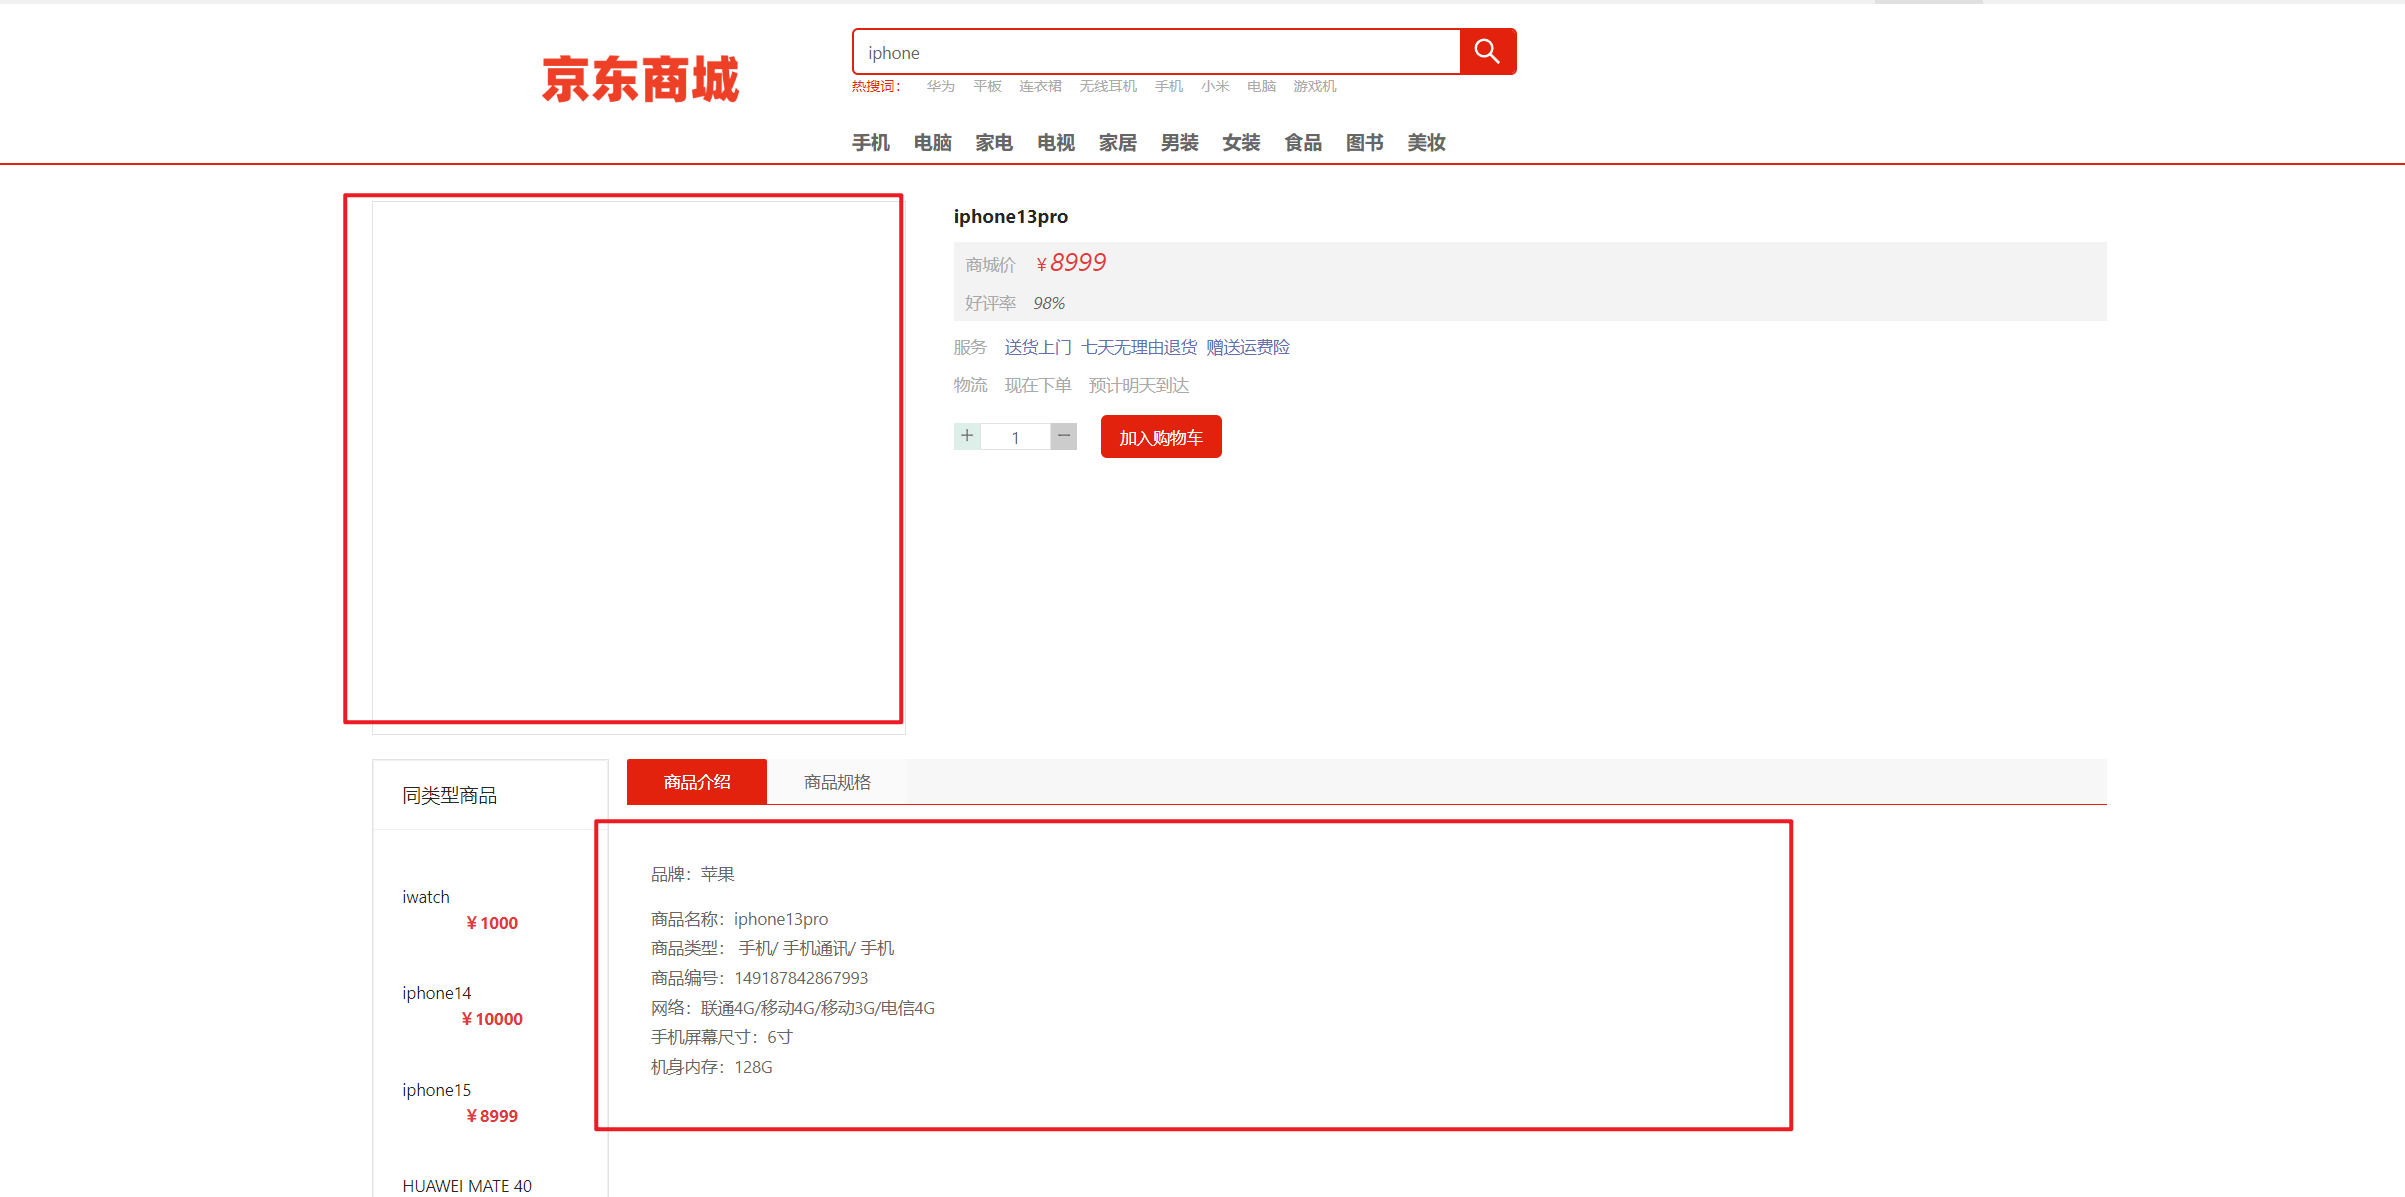 京东商城
iphone
热搜词： 华为 平板 连衣裙 无线耳机 手机 小米 电脑 游戏机
手机 电脑 家电 电视 家居 男装 女装 食品 图书 美妆
iphone13pro
商城价 ¥8999
好评率 98%
服务 送货上门 七天无理由退货 赠送运费险
物流 现在下单 预计明天到达
+ 1 − 加入购物车
同类型商品
iwatch
¥1000
iphone14
¥10000
iphone15
¥8999
HUAWEI MATE 40
商品介绍 商品规格
品牌：苹果
商品名称：iphone13pro
商品类型： 手机/ 手机通讯/ 手机
商品编号：149187842867993
网络：联通4G/移动4G/移动3G/电信4G
手机屏幕尺寸：6寸
机身内存：128G